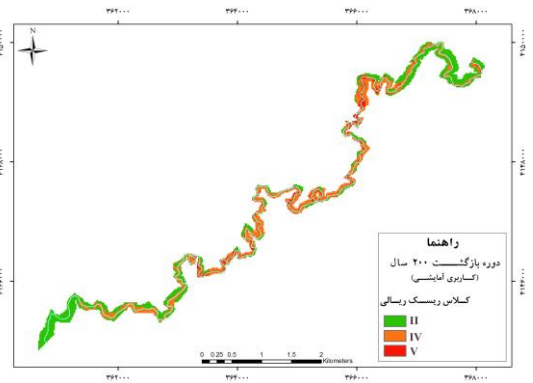 ۳۶۲۰۰۰ ۳۶۴۰۰۰ ۳۶۶۰۰۰ ۳۶۸۰۰۰
N
راهنما
دوره بازگشت ۲۰۰ سال
(کاربری آمایشی)
کلاس ریسک ریالی
II
IV
V
0 0.25 0.5 1 1.5 2
Kilometers
۳۶۲۰۰۰ ۳۶۴۰۰۰ ۳۶۶۰۰۰ ۳۶۸۰۰۰